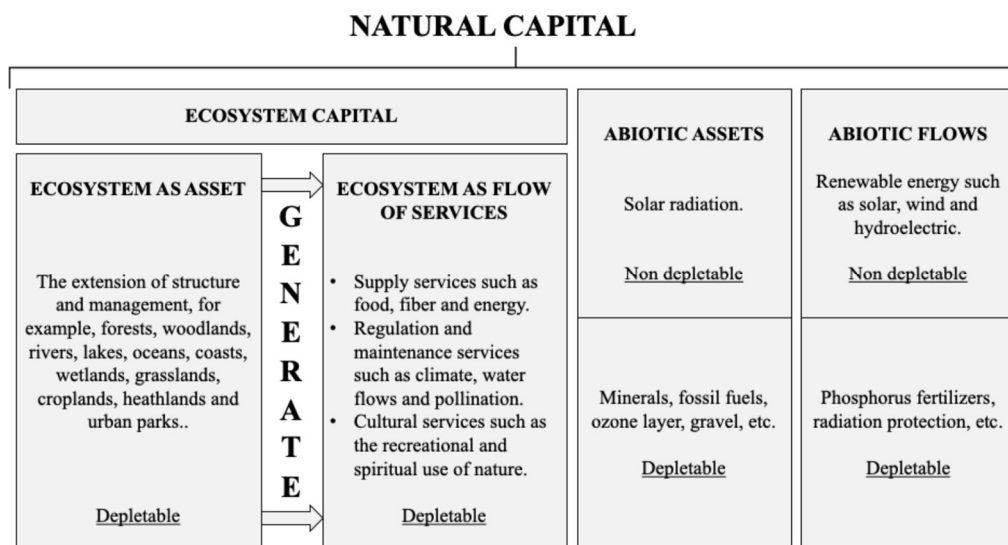 NATURAL CAPITAL
ECOSYSTEM CAPITAL
ECOSYSTEM AS ASSET
The extension of structure
and management, for
example, forests, woodlands,
rivers, lakes, oceans, coasts,
wetlands, grasslands,
croplands, heathlands and
urban parks..
Depletable
G
E
N
E
R
A
T
E
ECOSYSTEM AS FLOW
OF SERVICES
• Supply services such as
food, fiber and energy.
• Regulation and
maintenance services
such as climate, water
flows and pollination.
• Cultural services such as
the recreational and
spiritual use of nature.
Depletable
ABIOTIC ASSETS
Solar radiation.
Non depletable
Minerals, fossil fuels,
ozone layer, gravel, etc.
Depletable
ABIOTIC FLOWS
Renewable energy such
as solar, wind and
hydroelectric.
Non depletable
Phosphorus fertilizers,
radiation protection, etc.
Depletable